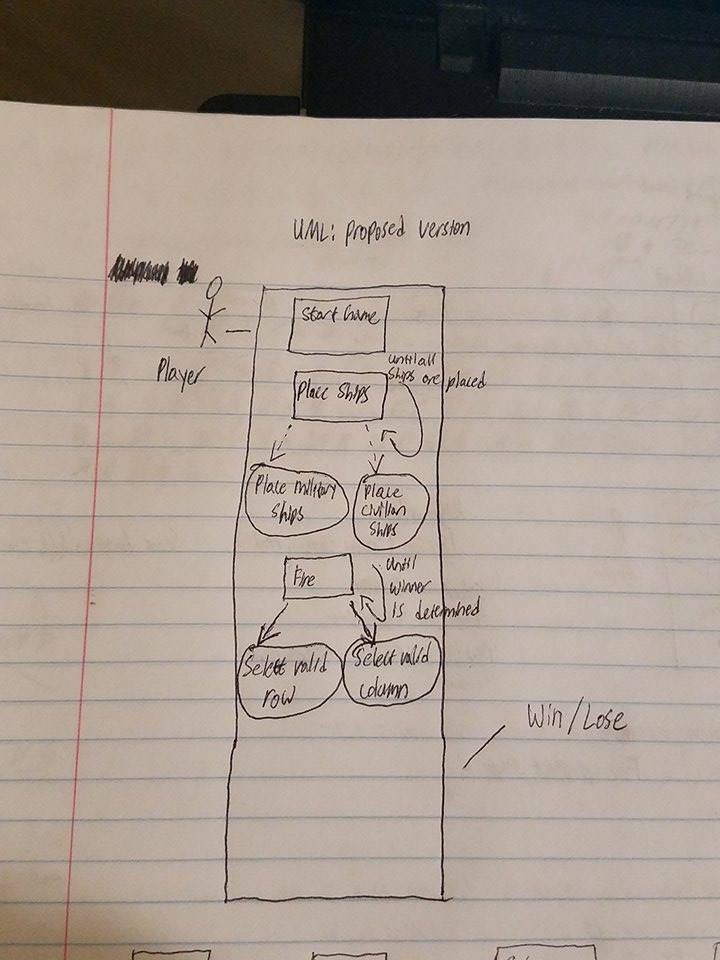 UML: Proposed Version
Start Game
Player
until all
ships are placed
Place Ships
Place military
ships
Place
civilian
ships
Fire
until
winner
is determined
Select valid
row
Select valid
column
Win/Lose